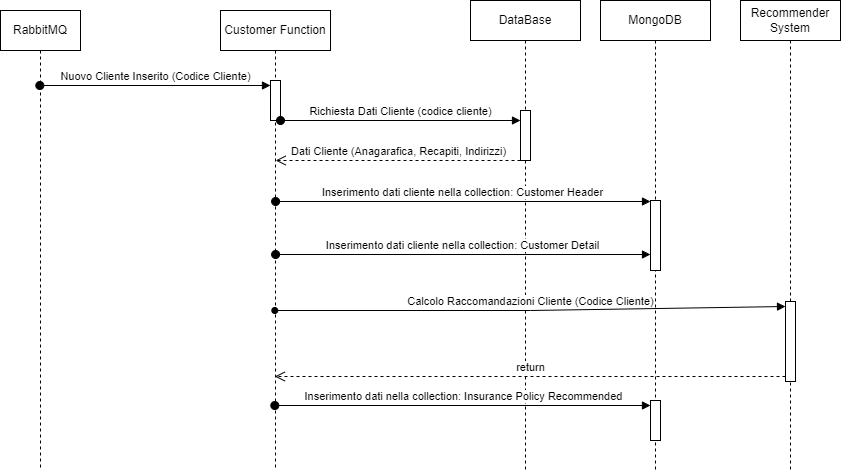 RabbitMQ
Customer Function
DataBase
MongoDB
Recommender
System
Nuovo Cliente Inserito (Codice Cliente)
Richiesta Dati Cliente (codice cliente)
Dati Cliente (Anagarafica, Recapiti, Indirizzi)
Inserimento dati cliente nella collection: Customer Header
Inserimento dati cliente nella collection: Customer Detail
Calcolo Raccomandazioni Cliente (Codice Cliente)
return
Inserimento dati nella collection: Insurance Policy Recommended